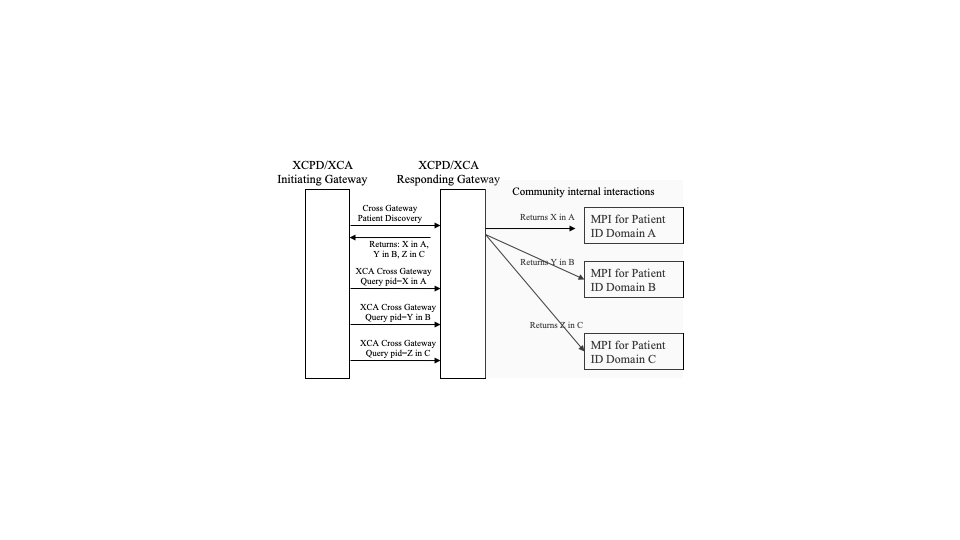 XCPD/XCA
Initiating Gateway
XCPD/XCA
Responding Gateway
Community internal interactions
Cross Gateway
Patient Discovery
Returns: X in A,
Y in B, Z in C
XCA Cross Gateway
Query pid=X in A
XCA Cross Gateway
Query pid=Y in B
XCA Cross Gateway
Query pid=Z in C
Returns X in A
MPI for Patient
ID Domain A
Returns Y in B
MPI for Patient
ID Domain B
Returns Z in C
MPI for Patient
ID Domain C